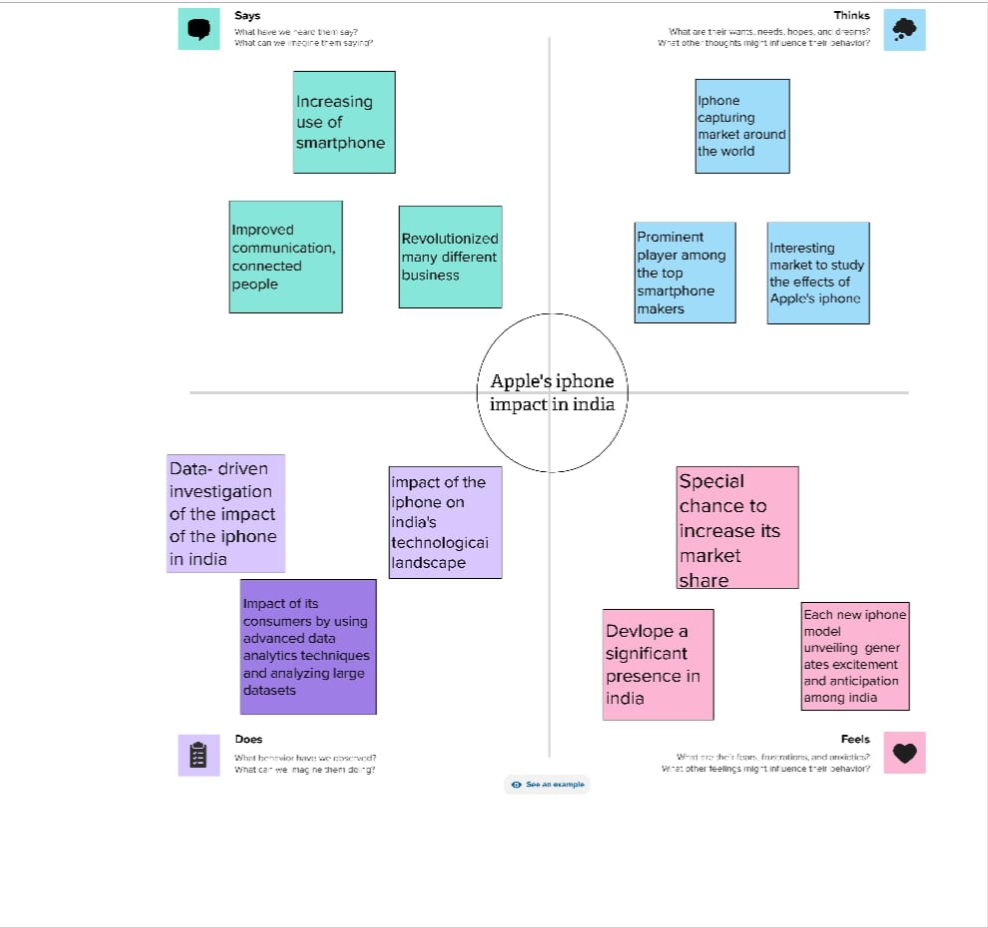 Says
What have we heard them say?
What can we imagine them saying?
Thinks
What are their wants, needs, hopes, and dreams?
What other thoughts might influence their behavior?
Increasing
use of
smartphone
Improved
communication,
connected
people
Revolutionized
many different
business
Iphone
capturing
market around
the world
Prominent
player among
the top
smartphone
makers
Interesting
market to study
the effects of
Apple's iphone
Apple's iphone
impact in india
Data- driven
investigation
of the impact
of the iphone
in india
impact of the
iphone on
india's
technological
landscape
Impact of its
consumers by using
advanced data
analytics techniques
and analyzing large
datasets
Special
chance to
increase its
market
share
Devlope a
significant
presence in
india
Each new iphone
model
unveiling gener
ates excitement
and anticipation
among india
Does
What behavior have we observed?
What can we imagine them doing?
Feels
What are their fears, frustrations, and anxieties?
What other feelings might influence their behavior?
See an example